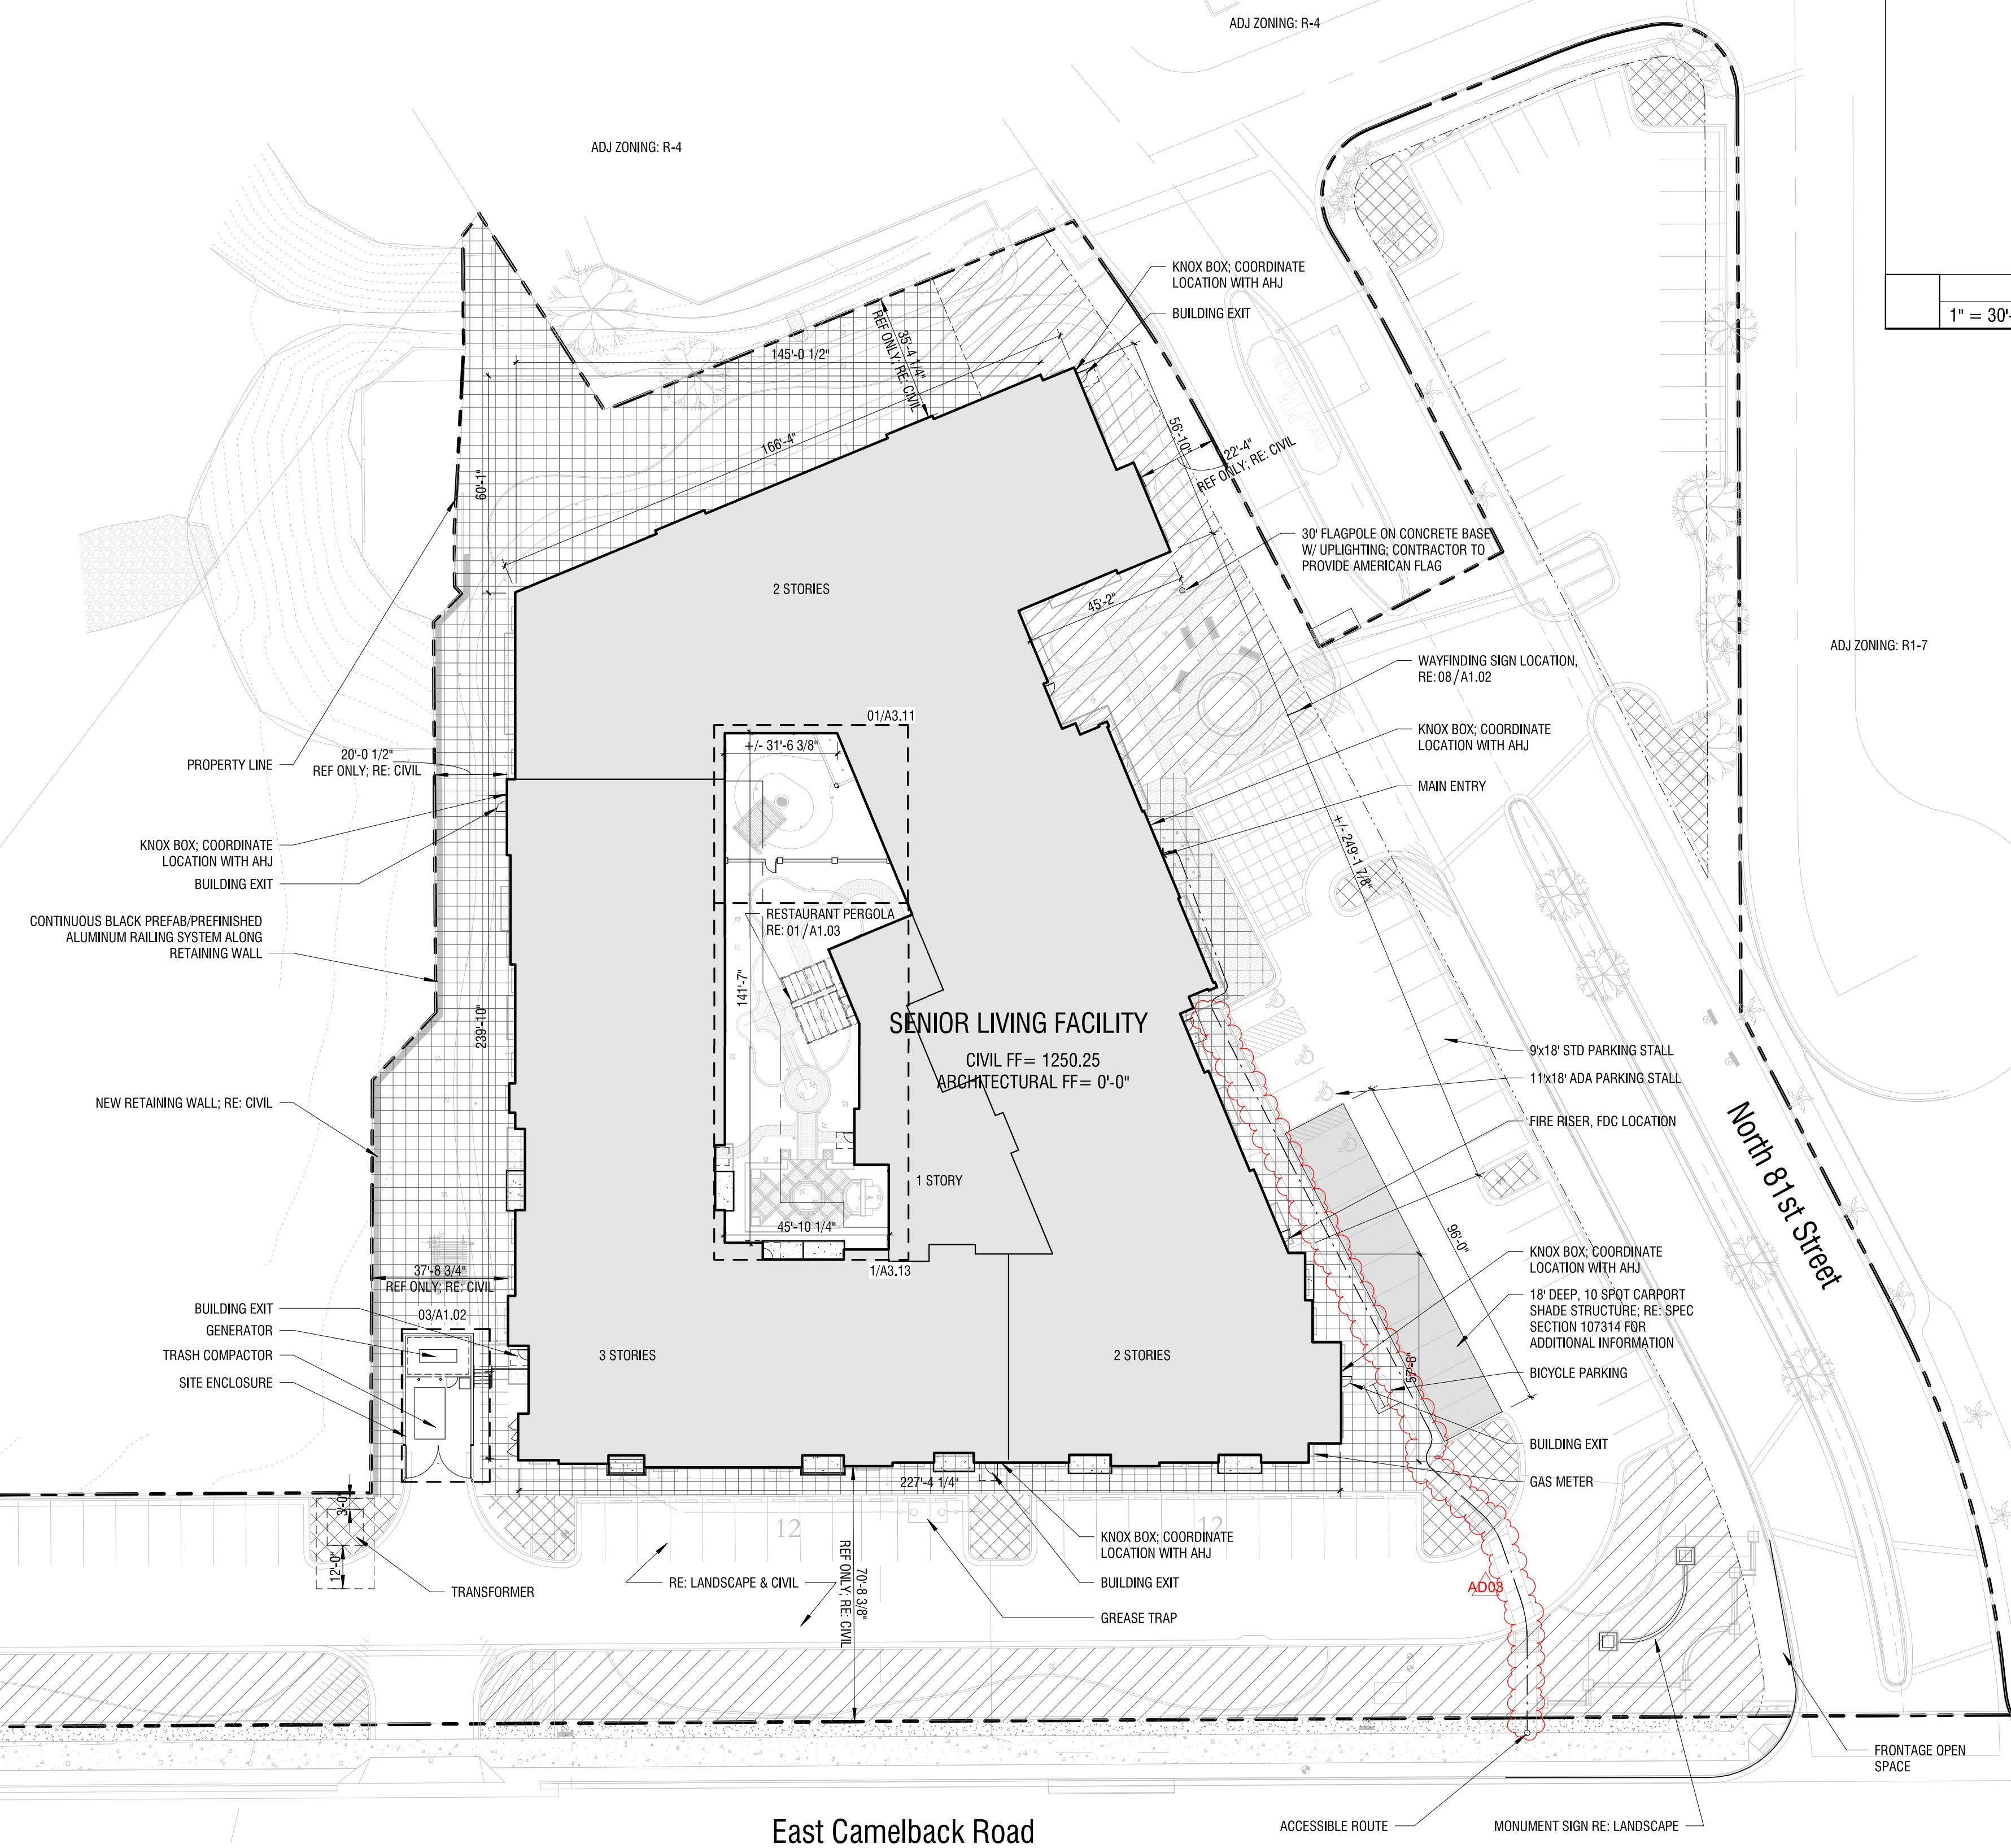 ADJ ZONING: R-4
ADJ ZONING: R-4
1" = 30'-
KNOX BOX; COORDINATE
LOCATION WITH AHJ
BUILDING EXIT
35'-4 1/4"
REF ONLY; RE: CIVIL
145'-0 1/2"
166'-4"
56'-10"
22'-4"
REF ONLY; RE: CIVIL
60'-1"
30' FLAGPOLE ON CONCRETE BASE
W/ UPLIGHTING; CONTRACTOR TO
PROVIDE AMERICAN FLAG
2 STORIES
45'-2"
ADJ ZONING: R1-7
WAYFINDING SIGN LOCATION,
RE: 08 / A1.02
01/A3.11
KNOX BOX; COORDINATE
LOCATION WITH AHJ
+/- 31'-6 3/8"
20'-0 1/2"
REF ONLY; RE: CIVIL
PROPERTY LINE
MAIN ENTRY
KNOX BOX; COORDINATE
LOCATION WITH AHJ
+/- 249'-1 7/8"
BUILDING EXIT
RESTAURANT PERGOLA
RE: 01 / A1.03
CONTINUOUS BLACK PREFAB/PREFINISHED
ALUMINUM RAILING SYSTEM ALONG
RETAINING WALL
141'-7"
239'-10"
SENIOR LIVING FACILITY
CIVIL FF= 1250.25
ARCHITECTURAL FF= 0'-0"
9x18' STD PARKING STALL
11'x18' ADA PARKING STALL
NEW RETAINING WALL; RE: CIVIL
FIRE RISER, FDC LOCATION
North 81st Street
1 STORY
45'-10 1/4"
96'-0"
KNOX BOX; COORDINATE
LOCATION WITH AHJ
1/A3.13
37'-8 3/4"
REF ONLY; RE: CIVIL
03/A1.02
18' DEEP, 10 SPOT CARPORT
SHADE STRUCTURE; RE: SPEC
SECTION 107314 FOR
ADDITIONAL INFORMATION
BUILDING EXIT
GENERATOR
TRASH COMPACTOR
SITE ENCLOSURE
3 STORIES
2 STORIES
57'-6"
BICYCLE PARKING
BUILDING EXIT
GAS METER
227'-4 1/4"
3'-0"
12
12
KNOX BOX; COORDINATE
LOCATION WITH AHJ
12'-0"
70'-8 3/8"
REF ONLY; RE: CIVIL
RE: LANDSCAPE & CIVIL
BUILDING EXIT
TRANSFORMER
AD03
GREASE TRAP
FRONTAGE OPEN
SPACE
East Camelback Road
ACCESSIBLE ROUTE
MONUMENT SIGN RE: LANDSCAPE